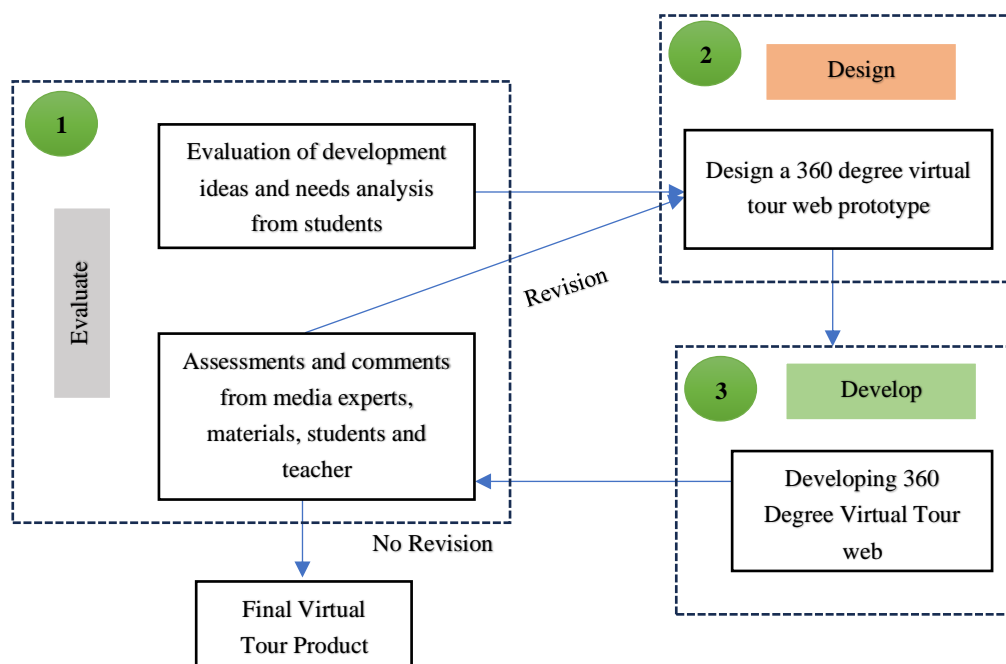 1
Evaluate
Evaluation of development
ideas and needs analysis
from students
Revision
Assessments and comments
from media experts,
materials, students and
teacher
No Revision
Final Virtual
Tour Product
2
Design
Design a 360 degree virtual
tour web prototype
3
Develop
Developing 360
Degree Virtual Tour
web